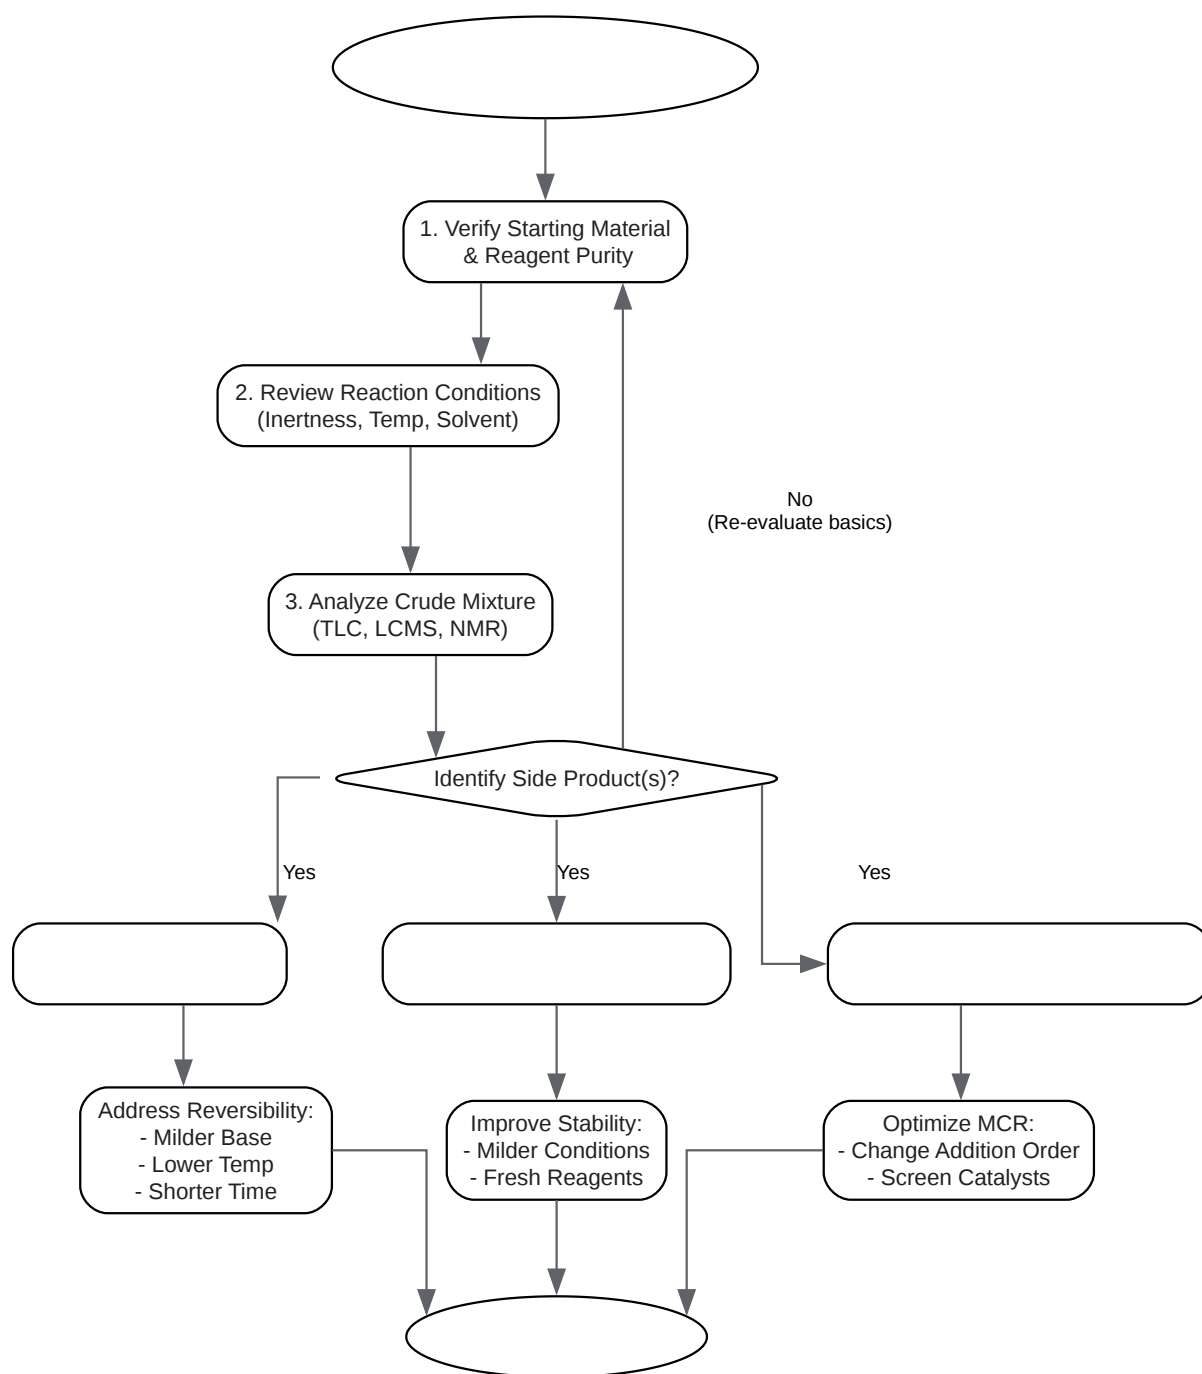 1. Verify Starting Material
& Reagent Purity
2. Review Reaction Conditions
(Inertness, Temp, Solvent)
No
(Re-evaluate basics)
3. Analyze Crude Mixture
(TLC, LCMS, NMR)
Identify Side Product(s)?
Yes
Yes
Yes
Address Reversibility:
- Milder Base
- Lower Temp
- Shorter Time
Improve Stability:
- Milder Conditions
- Fresh Reagents
Optimize MCR:
- Change Addition Order
- Screen Catalysts